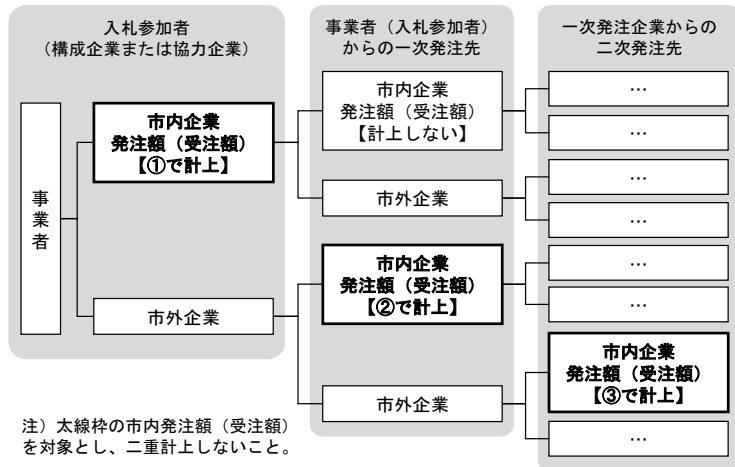 入札参加者
（構成企業または協力企業）
事業者（入札参加者）
からの一次発注先
一次発注企業からの
二次発注先
事業者
市内企業
発注額（受注額）
【①で計上】
市外企業
市内企業
発注額（受注額）
【計上しない】
市外企業
市内企業
発注額（受注額）
【②で計上】
市外企業
…
…
…
…
…
…
市内企業
発注額（受注額）
【③で計上】
…
注）太線枠の市内発注額（受注額）
を対象とし、二重計上しないこと。